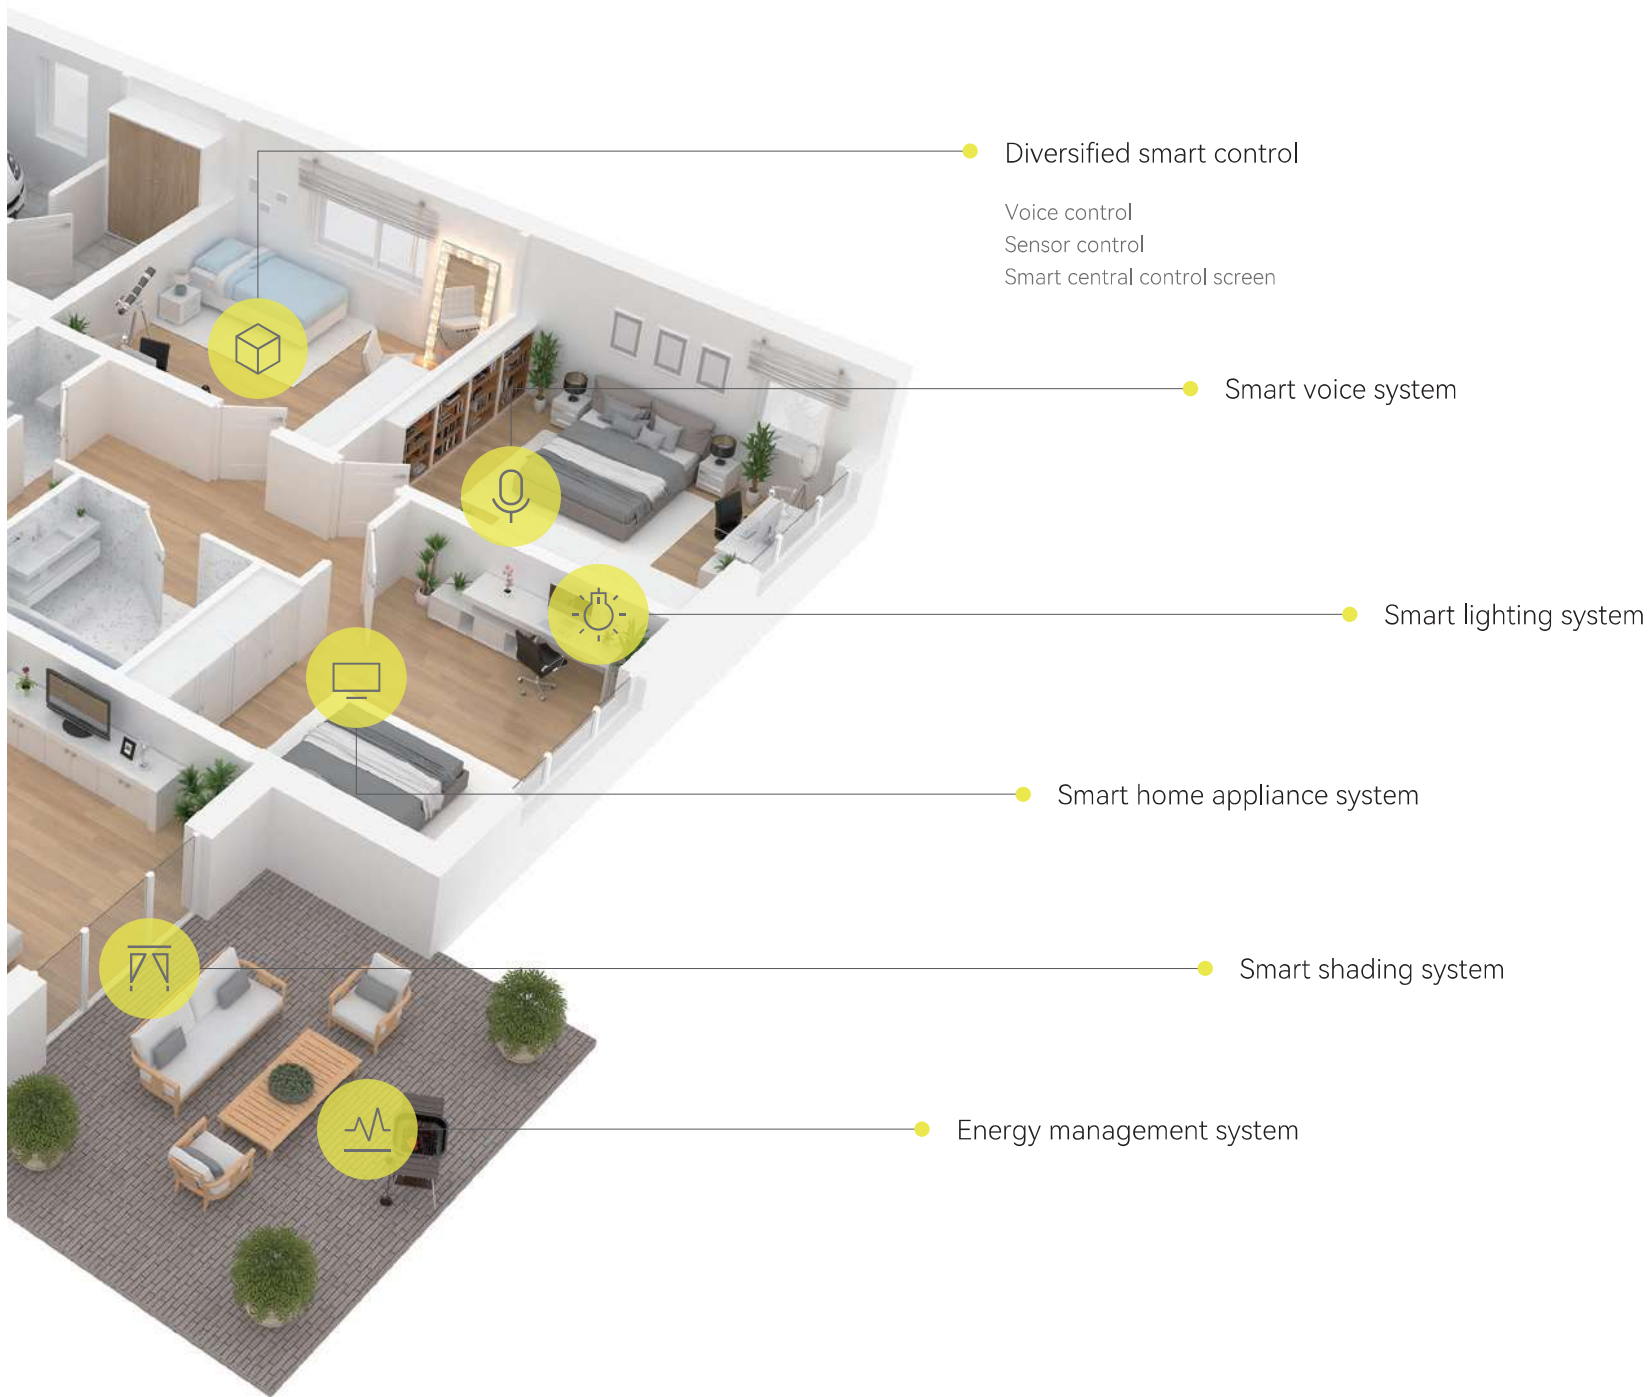 Diversified smart control
Voice control
Sensor control
Smart central control screen
Smart voice system
Smart lighting system
Smart home appliance system
Smart shading system
Energy management system